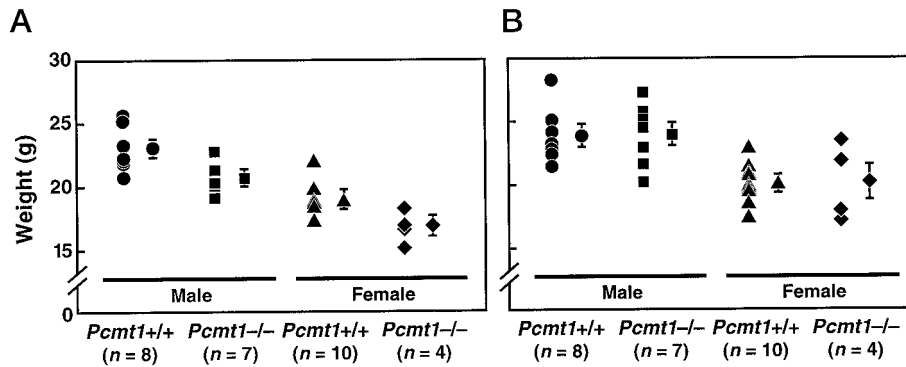 A
B
Weight (g)
30
25
20
15
0
Male
Female
Male
Female
Pcmt1+/+ Pcmt1–/– Pcmt1+/+ Pcmt1–/–
(n = 8) (n = 7) (n = 10) (n = 4)
Pcmt1+/+ Pcmt1–/– Pcmt1+/+ Pcmt1–/–
(n = 8) (n = 7) (n = 10) (n = 4)